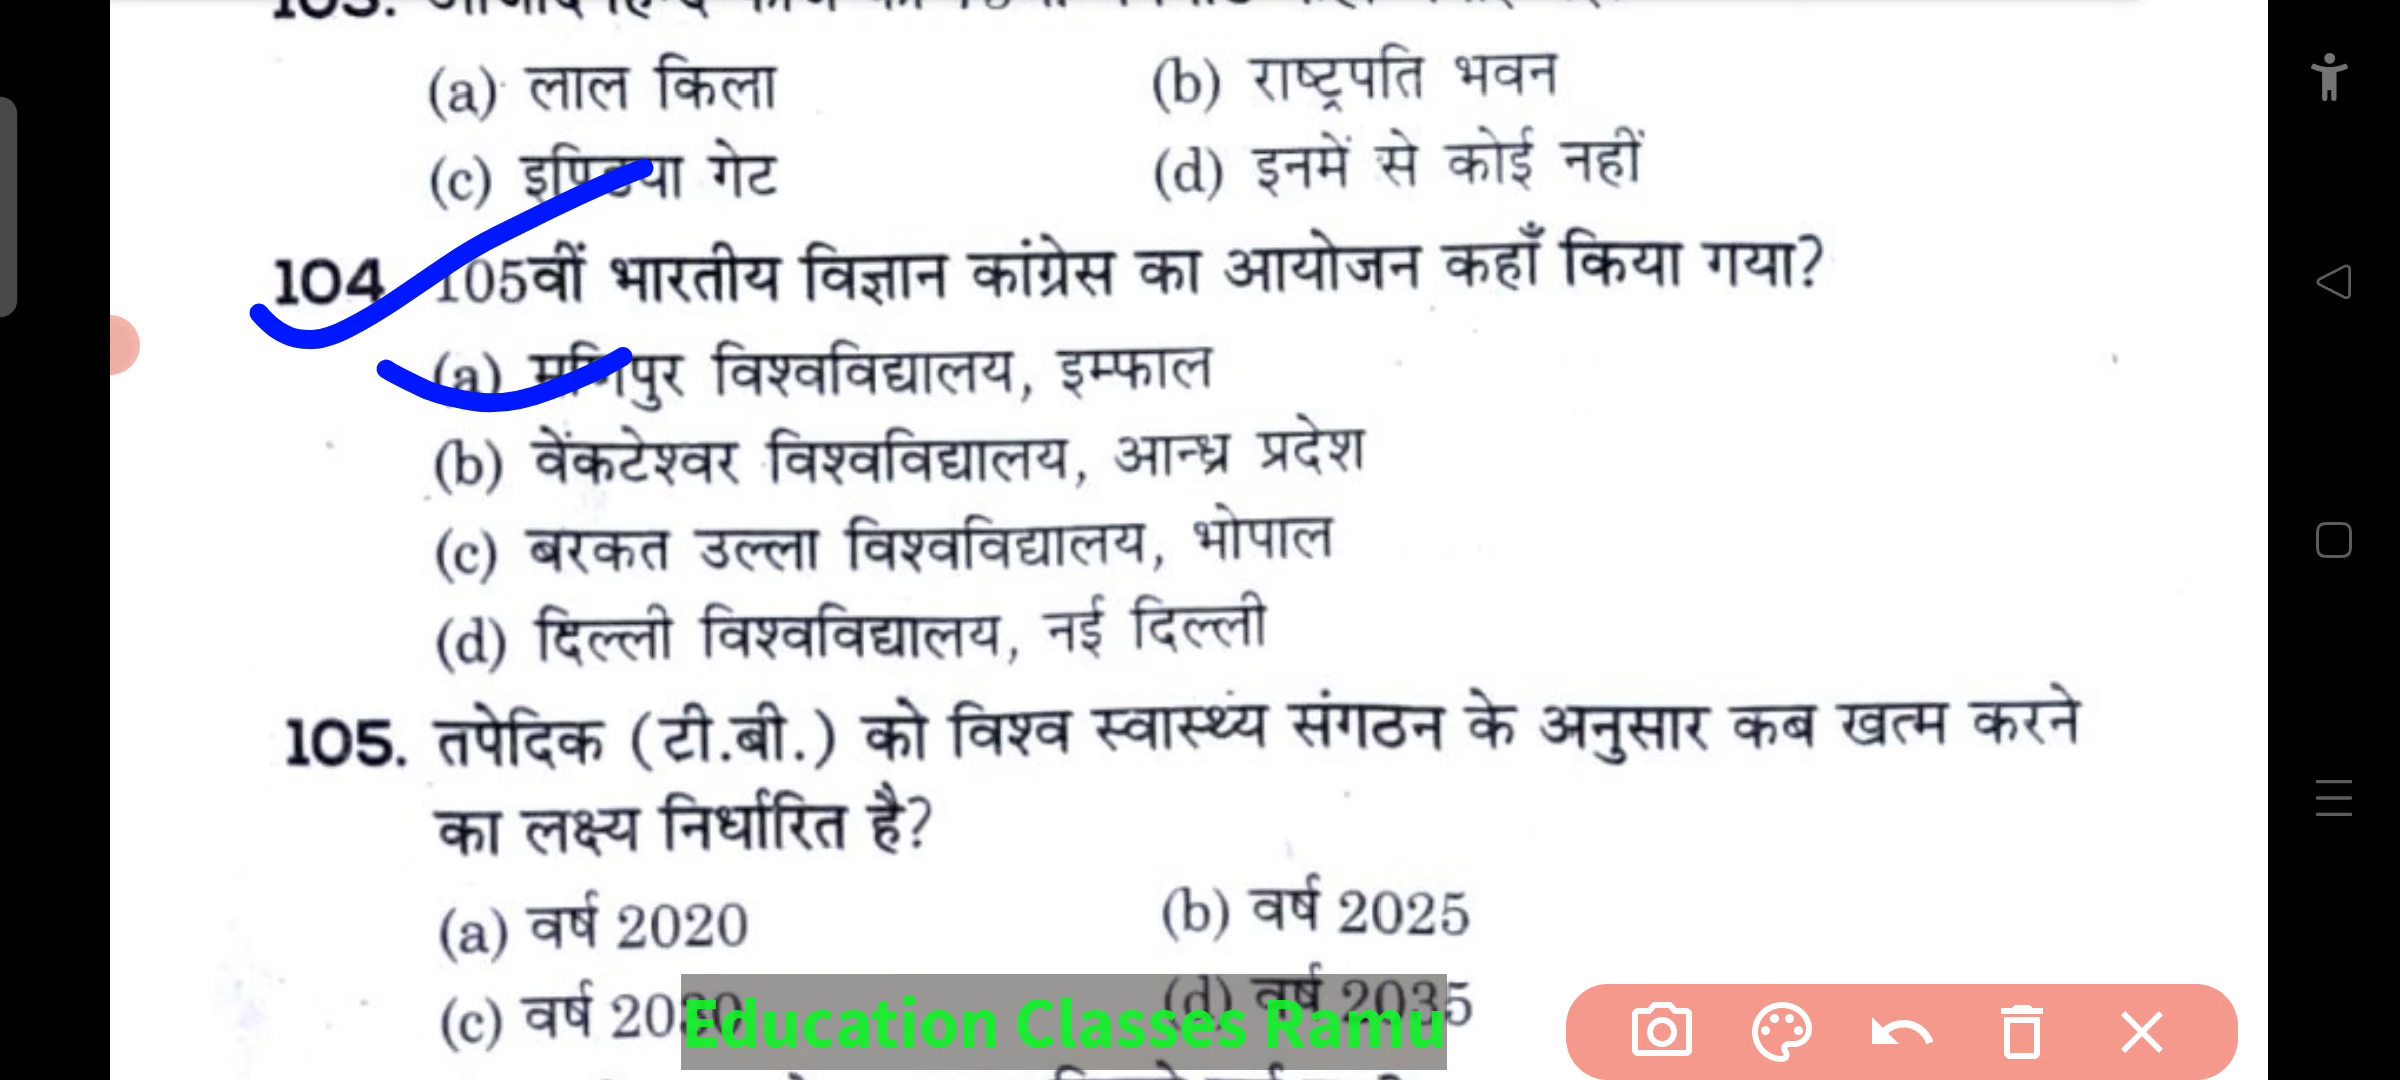 (a) लाल किला (b) राष्ट्रपति भवन
(c) इण्डिया गेट (d) इनमें से कोई नहीं
104 105वीं भारतीय विज्ञान कांग्रेस का आयोजन कहाँ किया गया?
(a) मणिपुर विश्वविद्यालय, इम्फाल
(b) वेंकटेश्वर विश्वविद्यालय, आन्ध्र प्रदेश
(c) बरकत उल्ला विश्वविद्यालय, भोपाल
(d) दिल्ली विश्वविद्यालय, नई दिल्ली
105. तपेदिक (टी.बी.) को विश्व स्वास्थ्य संगठन के अनुसार कब खत्म करने
का लक्ष्य निर्धारित है?
(a) वर्ष 2020 (b) वर्ष 2025
(c) वर्ष 2030 (d) वर्ष 2035
Education Classes Ramu